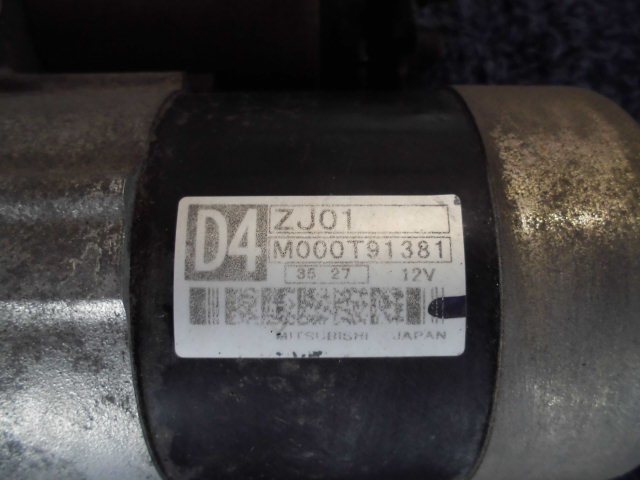 D4 ZJ01
M000T91381
35 27 12V
MITSUBISHI JAPAN